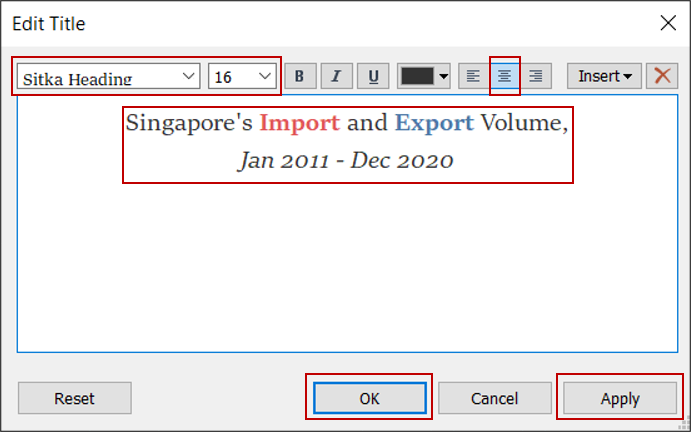 Edit Title
Sitka Heading 16 B I U Insert
Singapore's Import and Export Volume,
Jan 2011 - Dec 2020
Reset OK Cancel Apply